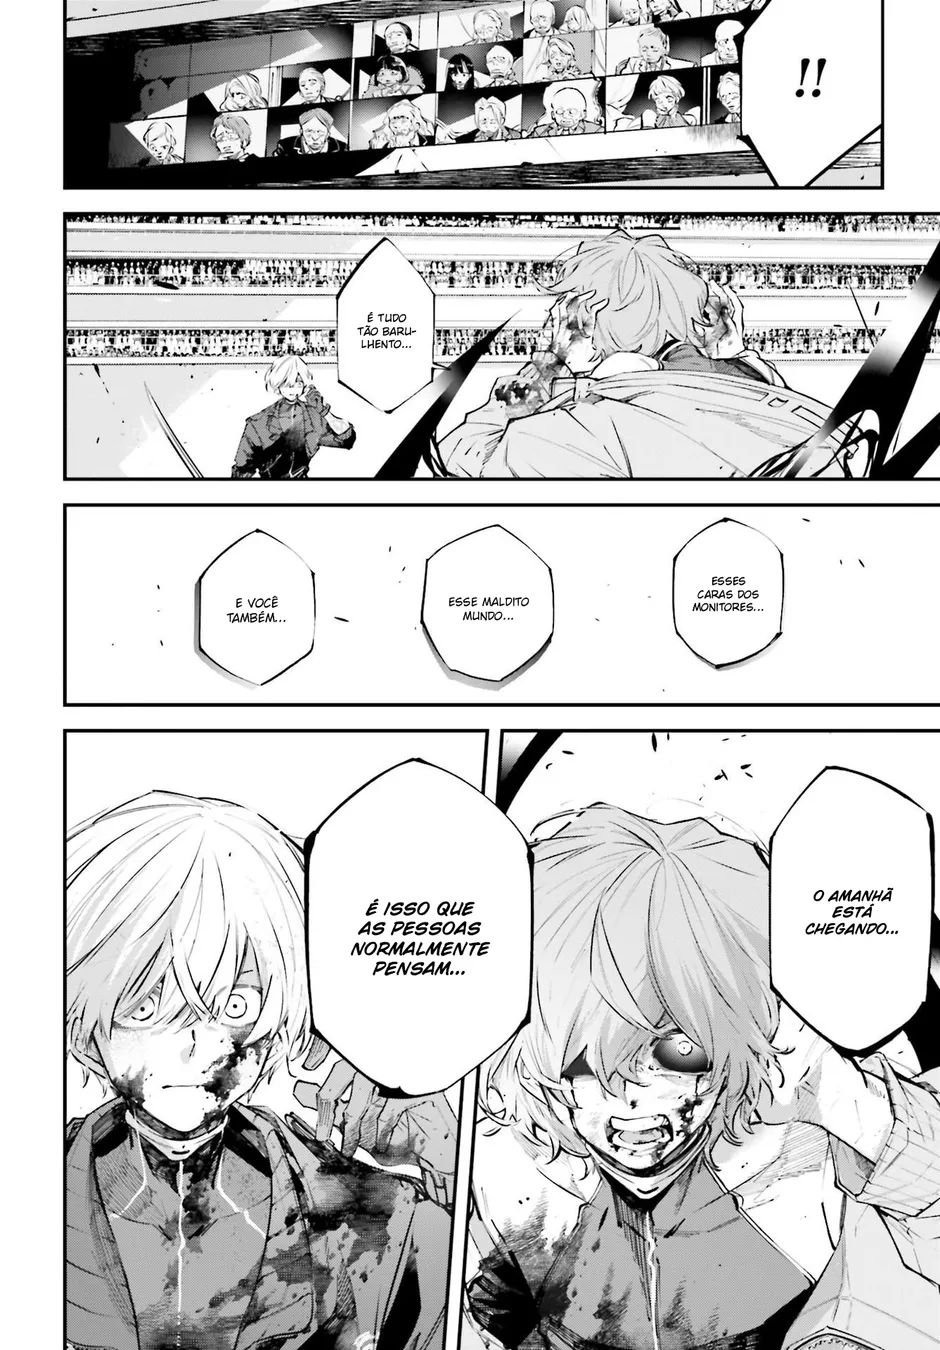 !!
É TUDO
TÃO BARU-
LHENTO...
ESSES
CARAS DOS
MONITORES...
ESSE MALDITO
MUNDO...
E VOCÊ
TAMBÉM...
O AMANHÃ
ESTÁ
CHEGANDO...
É ISSO QUE
AS PESSOAS
NORMALMENTE
PENSAM...